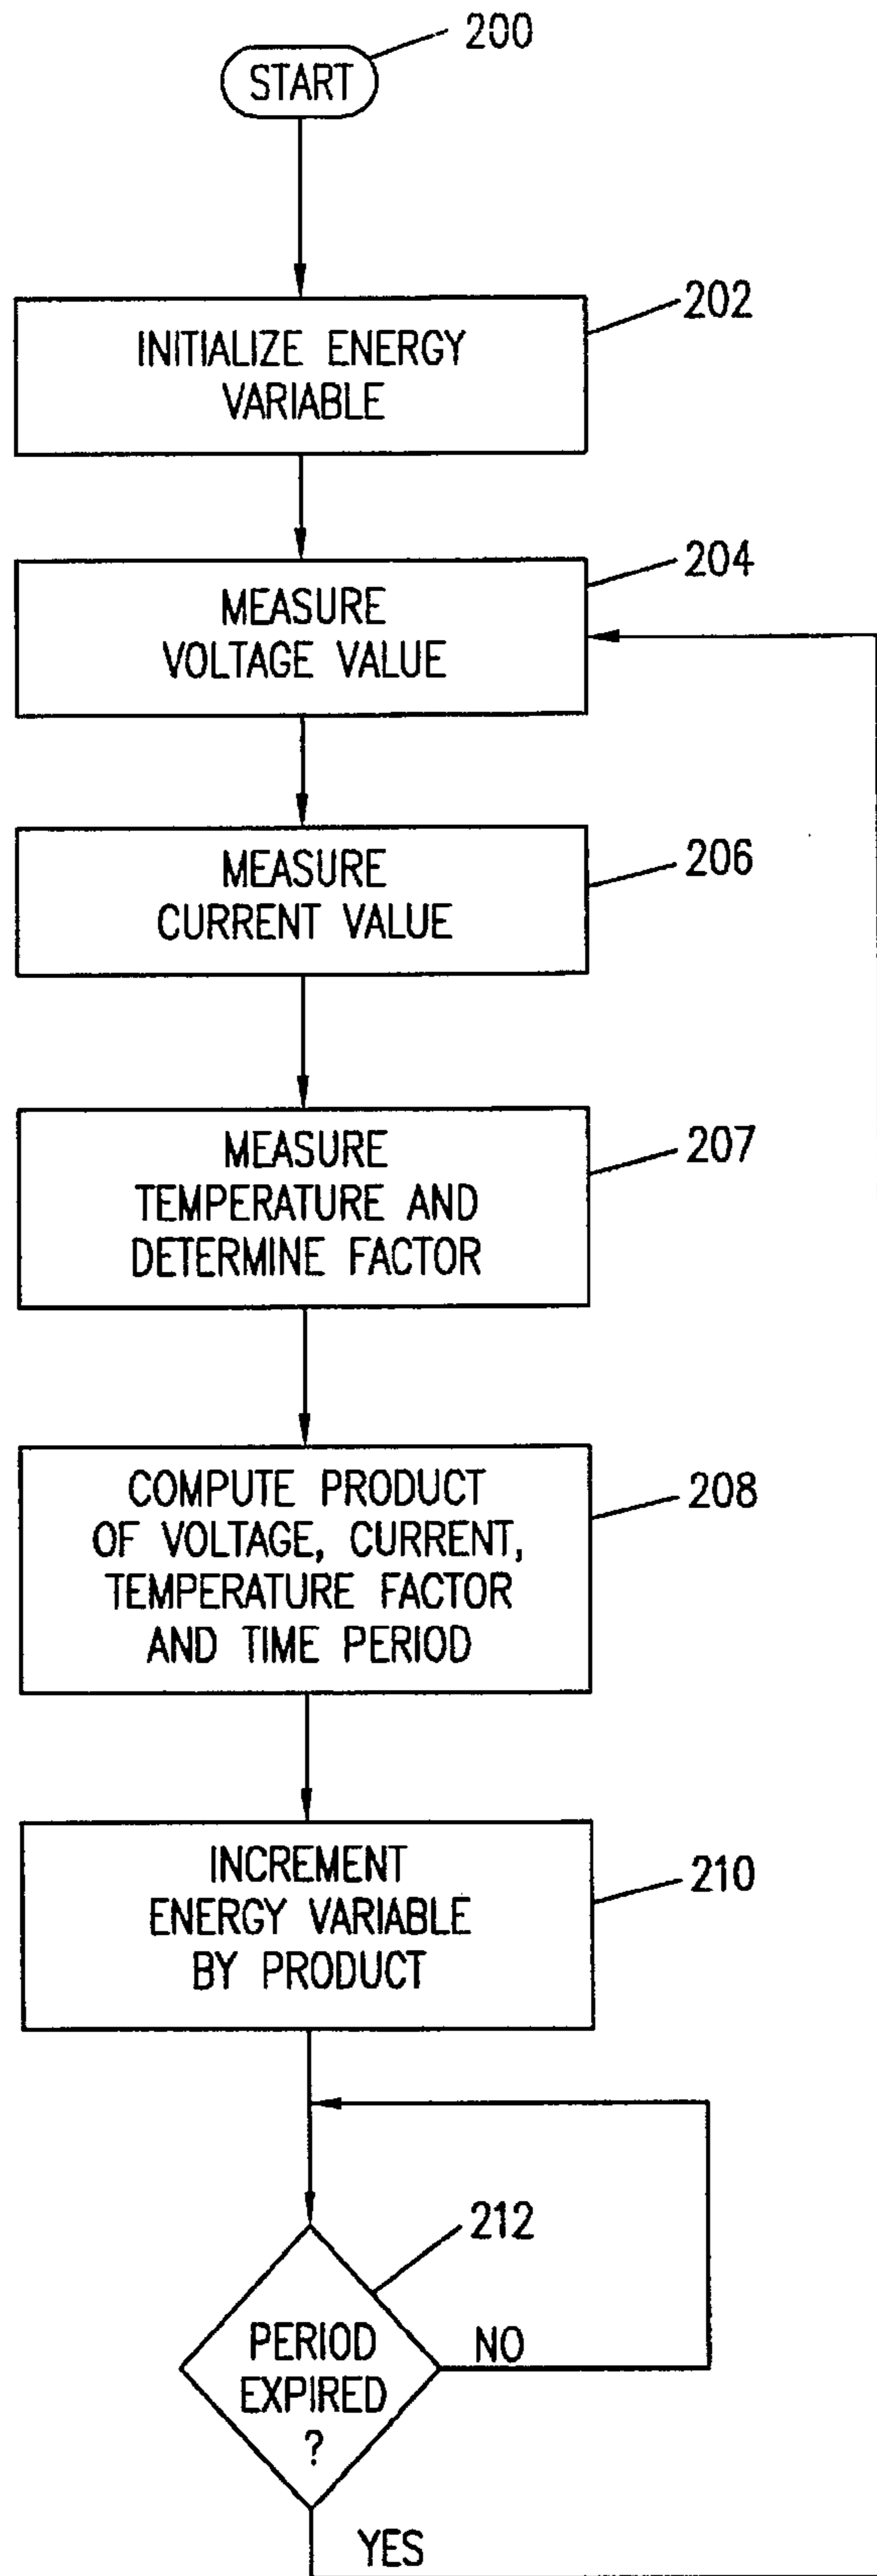 200
START
202
INITIALIZE ENERGY
VARIABLE
204
MEASURE
VOLTAGE VALUE
206
MEASURE
CURRENT VALUE
207
MEASURE
TEMPERATURE AND
DETERMINE FACTOR
208
COMPUTE PRODUCT
OF VOLTAGE, CURRENT,
TEMPERATURE FACTOR
AND TIME PERIOD
210
INCREMENT
ENERGY VARIABLE
BY PRODUCT
212
PERIOD
EXPIRED
?
NO
YES